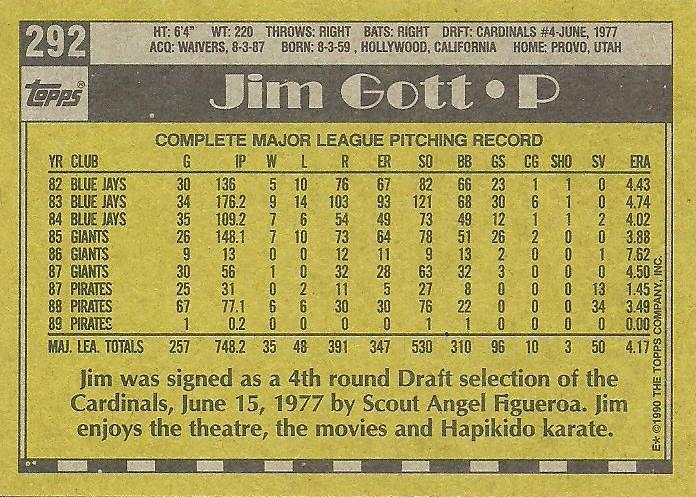 292
HT: 6'4" WT: 220 THROWS: RIGHT BATS: RIGHT DRFT: CARDINALS #4-JUNE, 1977
ACQ: WAIVERS, 8-3-87 BORN: 8-3-59, HOLLYWOOD, CALIFORNIA HOME: PROVO, UTAH
TOPPS®
Jim Gott • P
COMPLETE MAJOR LEAGUE PITCHING RECORD
YR CLUB G IP W L R ER SO BB GS CG SHO SV ERA
82 BLUE JAYS 30 136 5 10 76 67 82 66 23 1 1 0 4.43
83 BLUE JAYS 34 176.2 9 14 103 93 121 68 30 6 1 0 4.74
84 BLUE JAYS 35 109.2 7 6 54 49 73 49 12 1 1 2 4.02
85 GIANTS 26 148.1 7 10 73 64 78 51 26 2 0 0 3.88
86 GIANTS 9 13 0 0 12 11 9 13 2 0 0 1 7.62
87 GIANTS 30 56 1 0 32 28 63 32 3 0 0 0 4.50
87 PIRATES 25 31 0 2 11 5 27 8 0 0 0 13 1.45
88 PIRATES 67 77.1 6 6 30 30 76 22 0 0 0 34 3.49
89 PIRATES 1 0.2 0 0 0 0 1 1 0 0 0 0 0.00
MAJ. LEA. TOTALS 257 748.2 35 48 391 347 530 310 96 10 3 50 4.17
Jim was signed as a 4th round Draft selection of the
Cardinals, June 15, 1977 by Scout Angel Figueroa. Jim
enjoys the theatre, the movies and Hapikido karate.
E* ©1990 THE TOPPS COMPANY, INC.